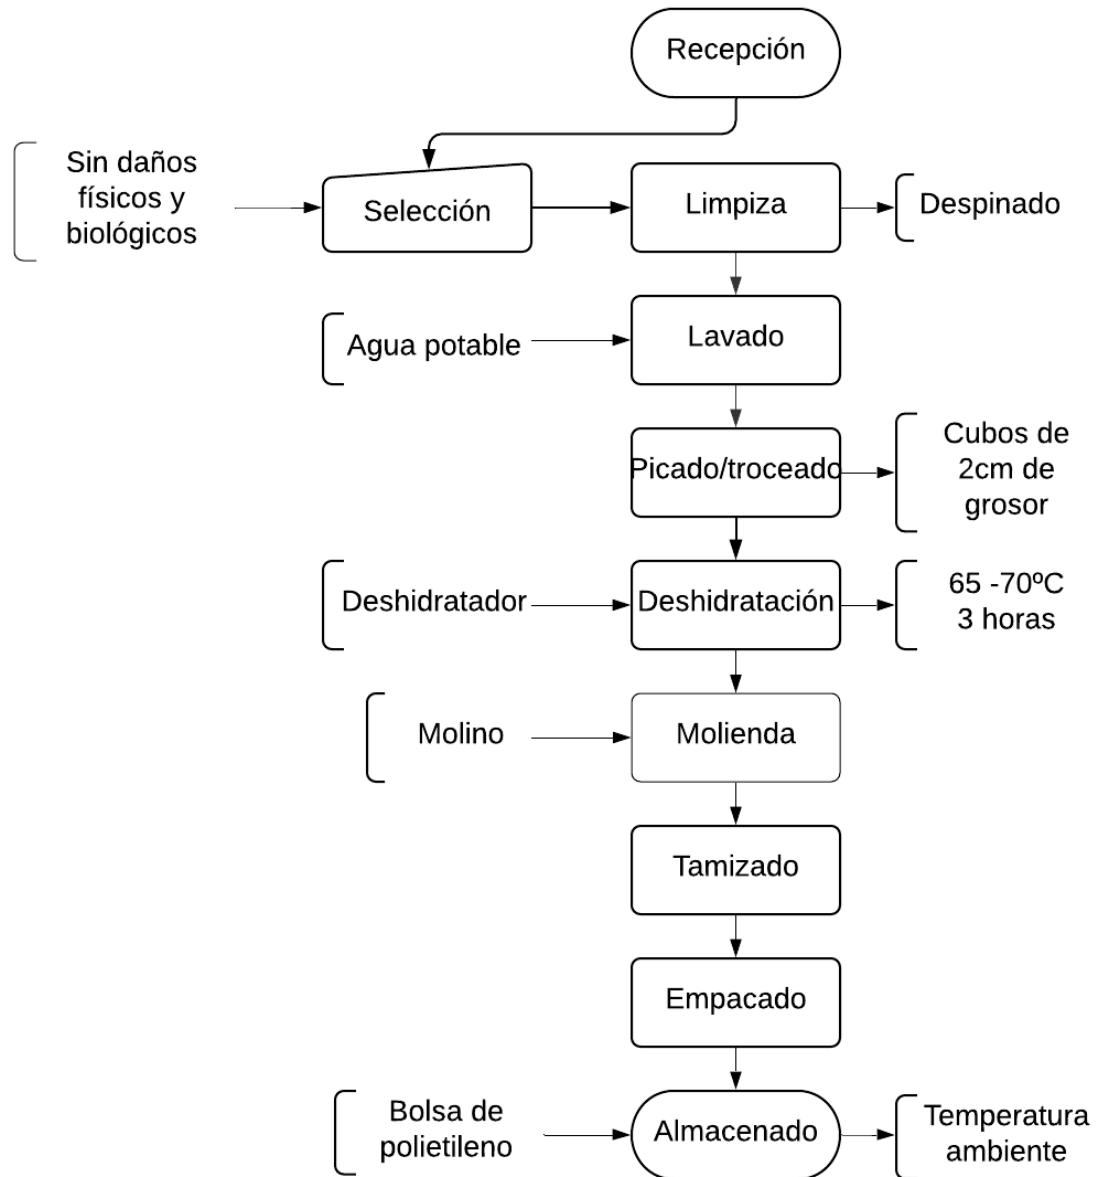 Recepción
Sin daños
físicos y
biológicos
Selección
Limpiza
Despinado
Agua potable
Lavado
Picado/troceado
Cubos de
2cm de
grosor
Deshidratador
Deshidratación
65 -70ºC
3 horas
Molino
Molienda
Tamizado
Empacado
Bolsa de
polietileno
Almacenado
Temperatura
ambiente